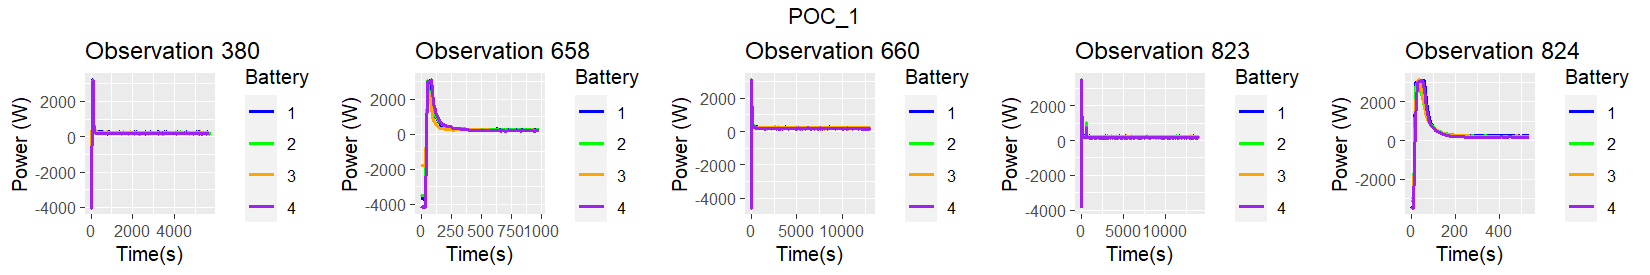 POC_1
Observation 380
Power (W)
2000
0
-2000
-4000
0 2000 4000
Time(s)
Battery
1
2
3
4
Observation 658
Power (W)
2000
0
-2000
-4000
0 250 500 750 1000
Time(s)
Battery
1
2
3
4
Observation 660
Power (W)
2000
0
-2000
-4000
0 5000 10000
Time(s)
Battery
1
2
3
4
Observation 823
Power (W)
2000
0
-2000
-4000
0 5000 10000
Time(s)
Battery
1
2
3
4
Observation 824
Power (W)
2000
0
-2000
0 200 400
Time(s)
Battery
1
2
3
4